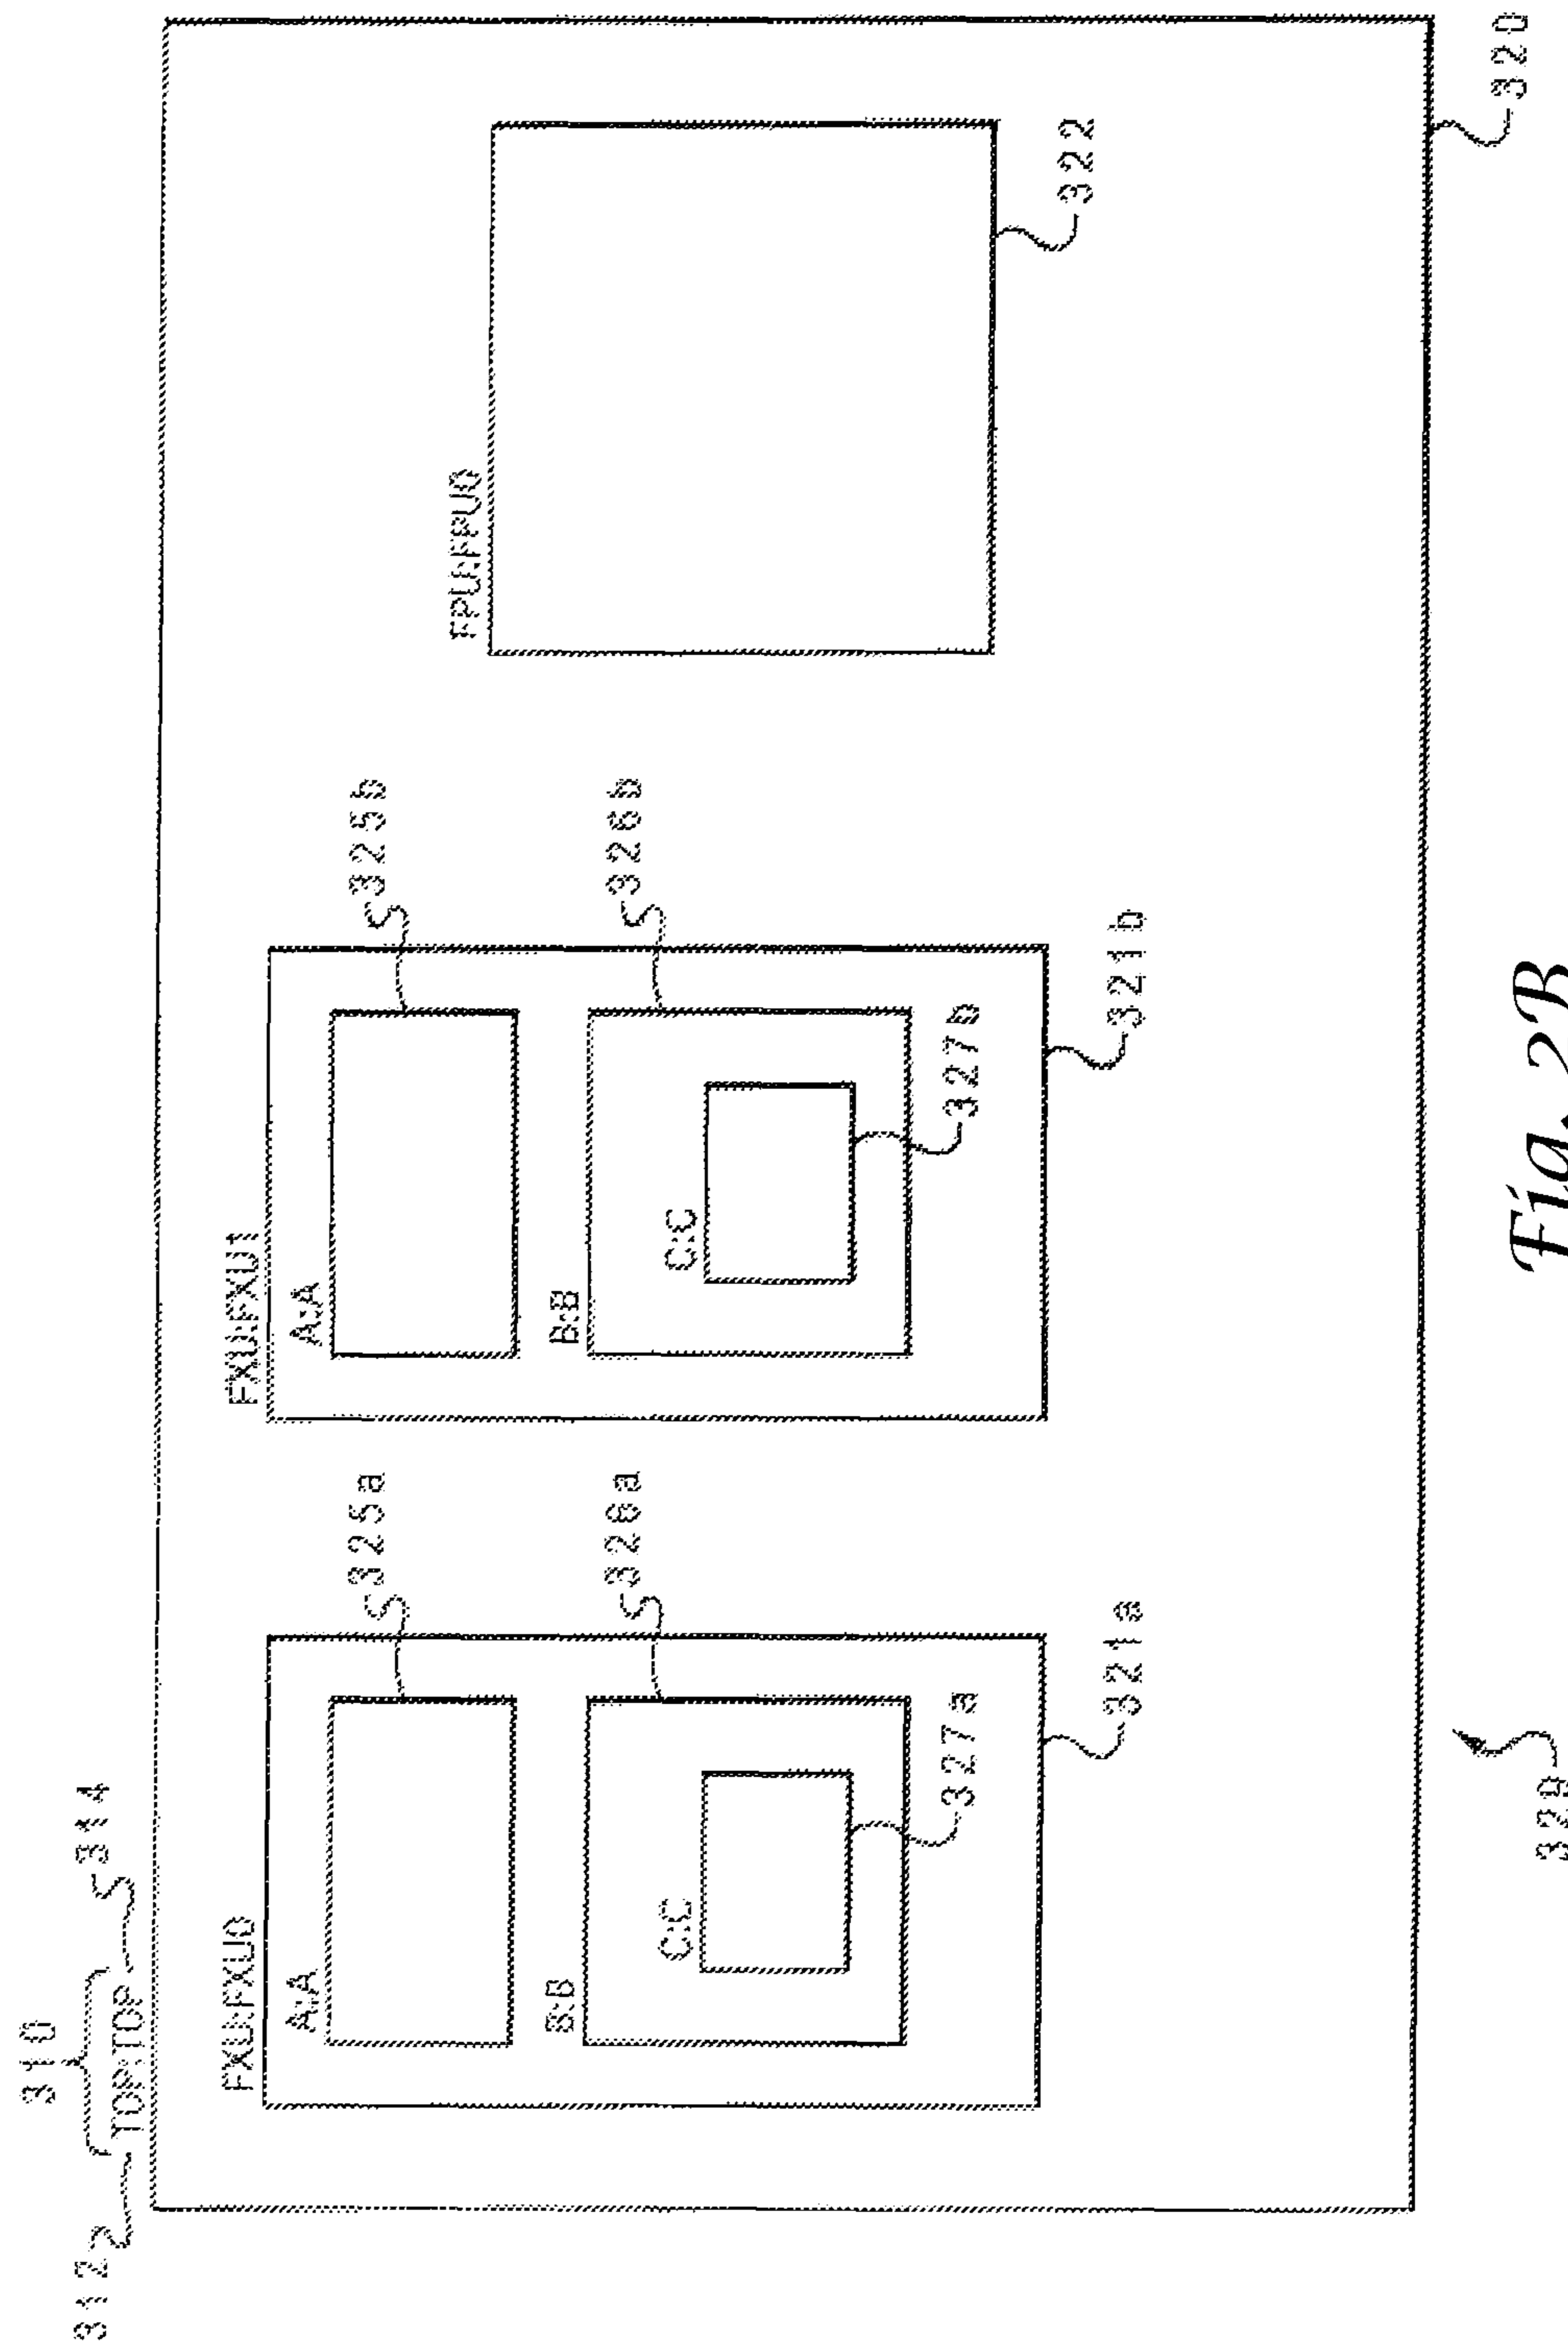 310
312
TOP:TOP
314
FXU:FXU0
A:A
325a
B:B
326a
C:C
327a
321a
FXU:FXU1
A:A
325b
B:B
326b
C:C
327b
321b
FPU:FPU0
322
320
329
Fig. 2B